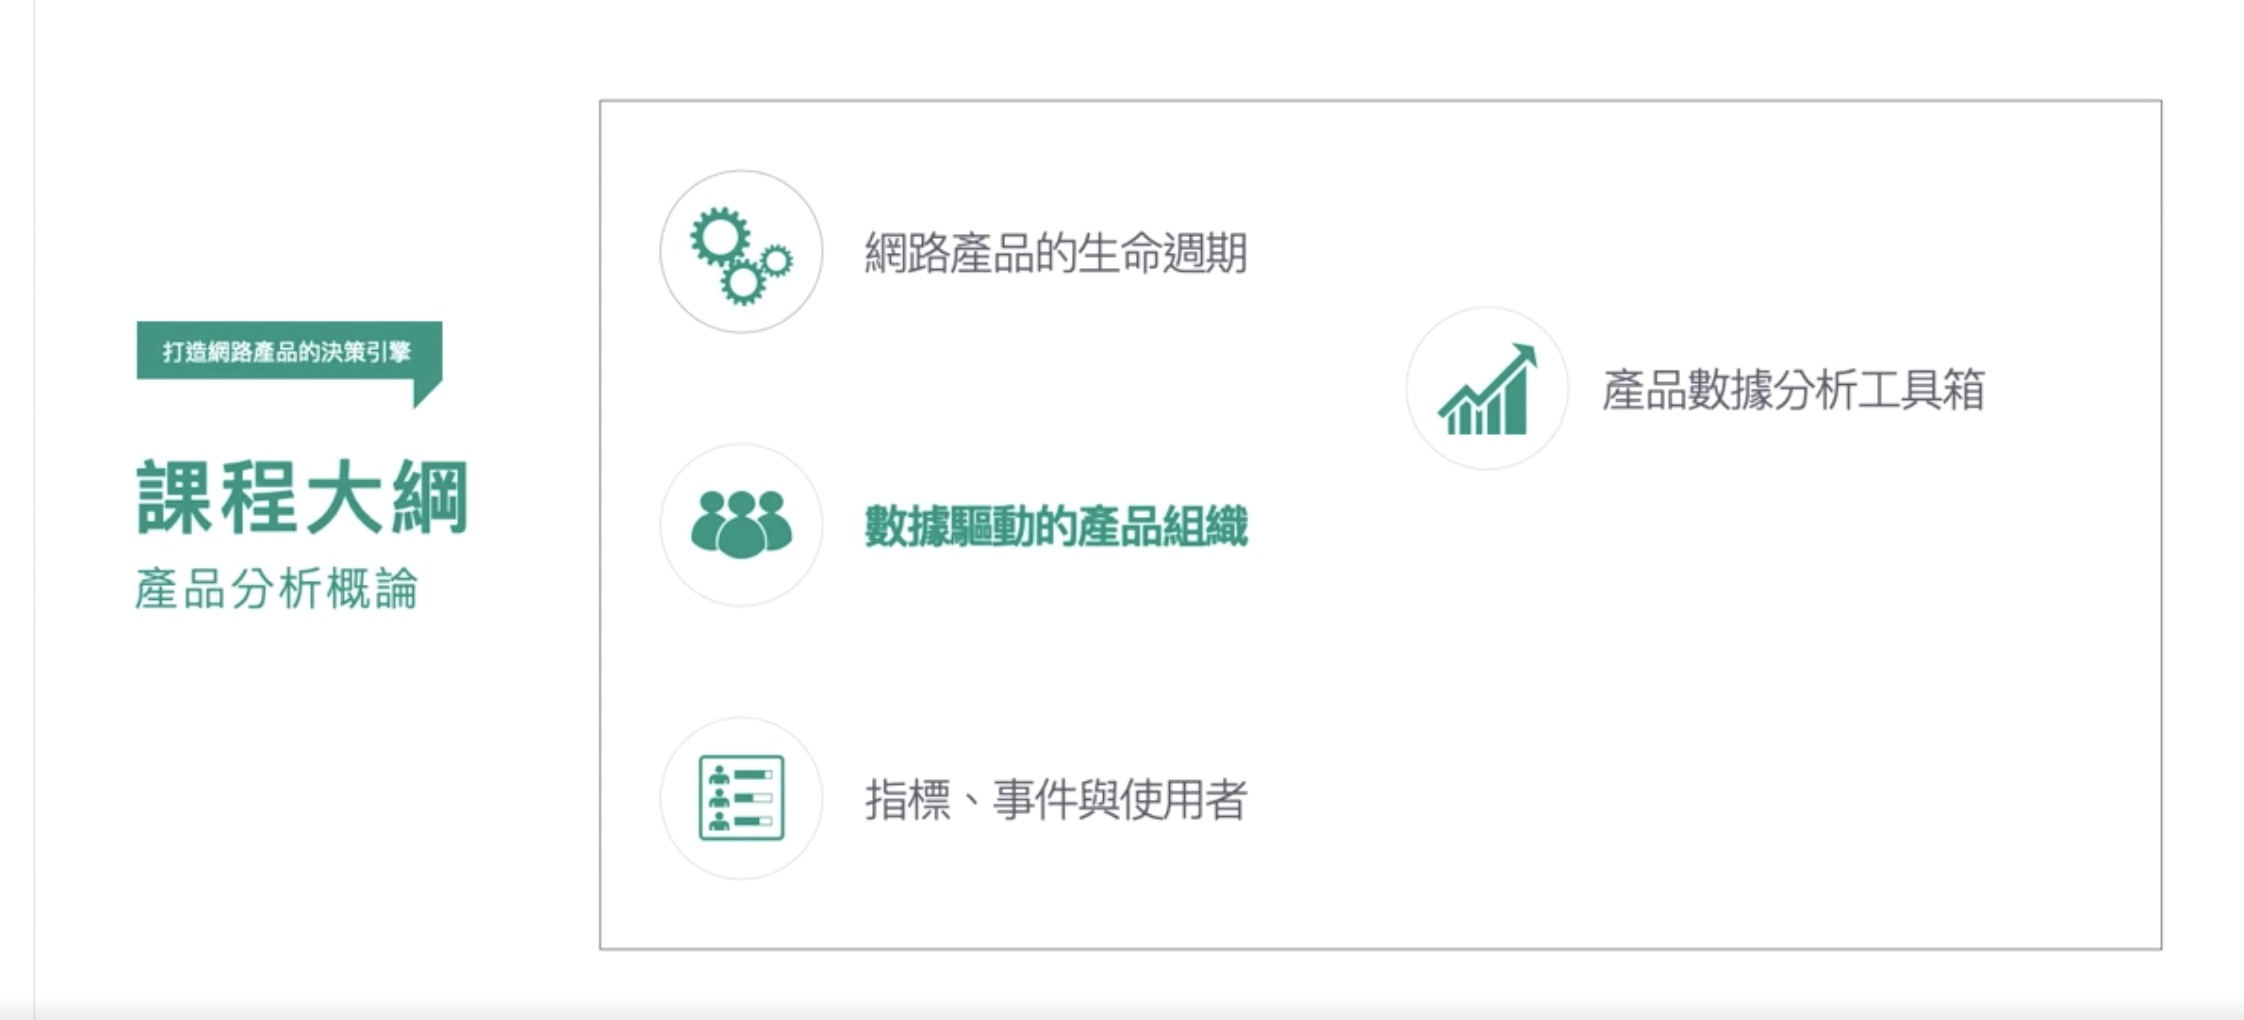 打造網路產品的決策引擎
課程大綱
產品分析概論
網路產品的生命週期
數據驅動的產品組織
指標、事件與使用者
產品數據分析工具箱